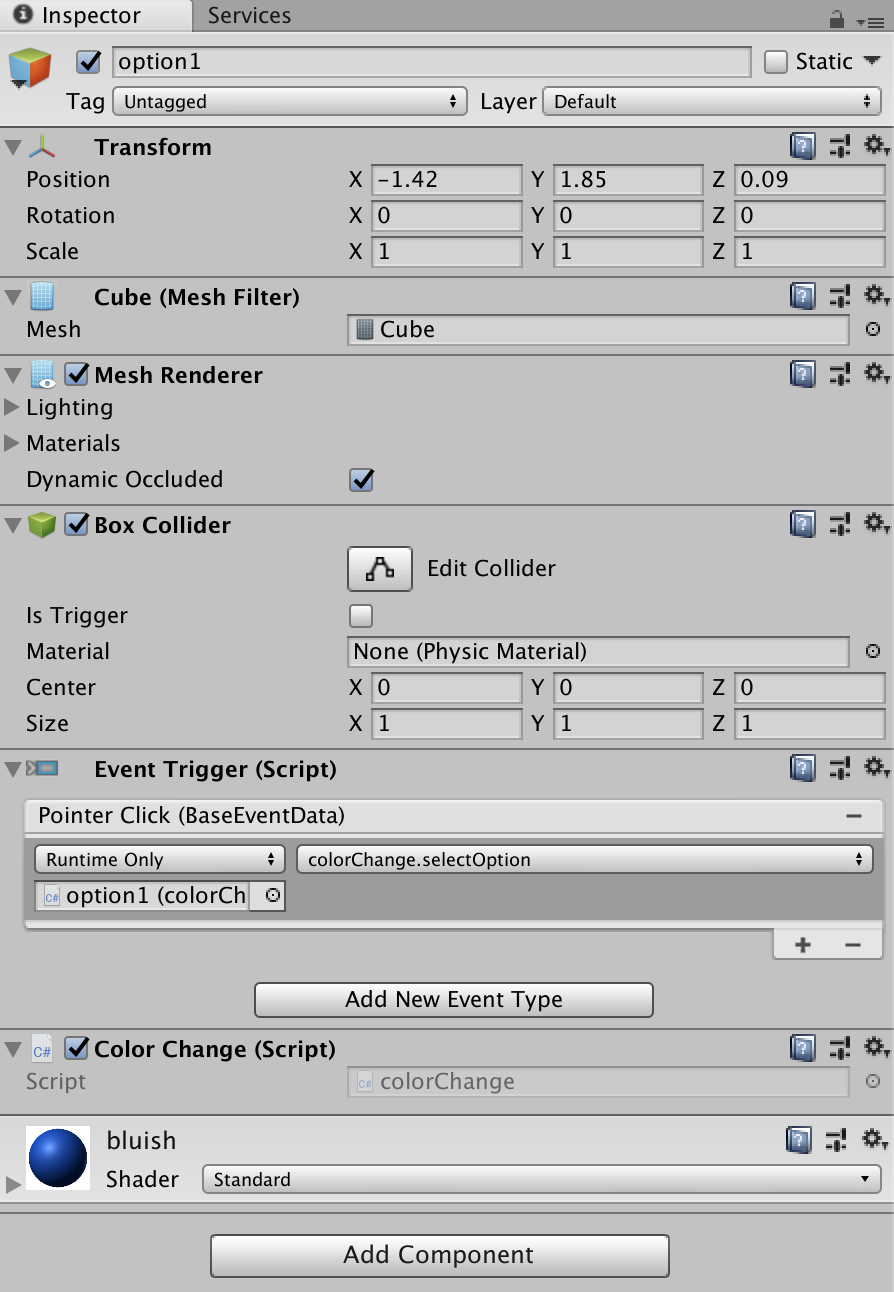 Inspector Services
option1 Static
Tag Untagged Layer Default
Transform
Position X -1.42 Y 1.85 Z 0.09
Rotation X 0 Y 0 Z 0
Scale X 1 Y 1 Z 1
Cube (Mesh Filter)
Mesh Cube
Mesh Renderer
Lighting
Materials
Dynamic Occluded
Box Collider
Edit Collider
Is Trigger
Material None (Physic Material)
Center X 0 Y 0 Z 0
Size X 1 Y 1 Z 1
Event Trigger (Script)
Pointer Click (BaseEventData)
Runtime Only colorChange.selectOption
C# option1 (colorCh
Add New Event Type
C# Color Change (Script)
Script C# colorChange
bluish
Shader Standard
Add Component